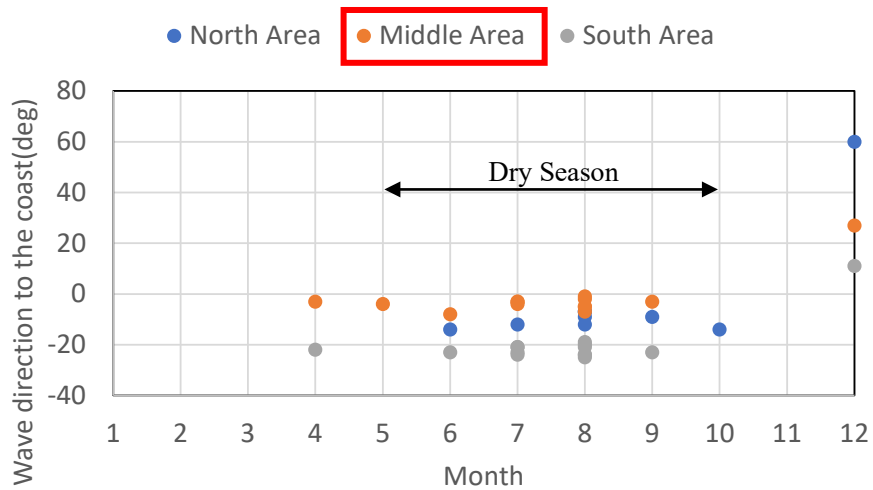 North Area Middle Area South Area
80
60
40
20
0
-20
-40
Wave direction to the coast(deg)
Dry Season
1 2 3 4 5 6 7 8 9 10 11 12
Month